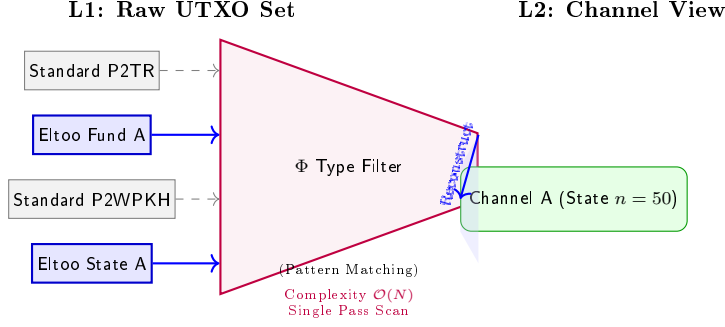 L1: Raw UTXO Set
L2: Channel View
Standard P2TR
Eltoo Fund A
Standard P2WPKH
Eltoo State A
Φ Type Filter
Reconstruct
Channel A (State n = 50)
(Pattern Matching)
Complexity O(N)
Single Pass Scan